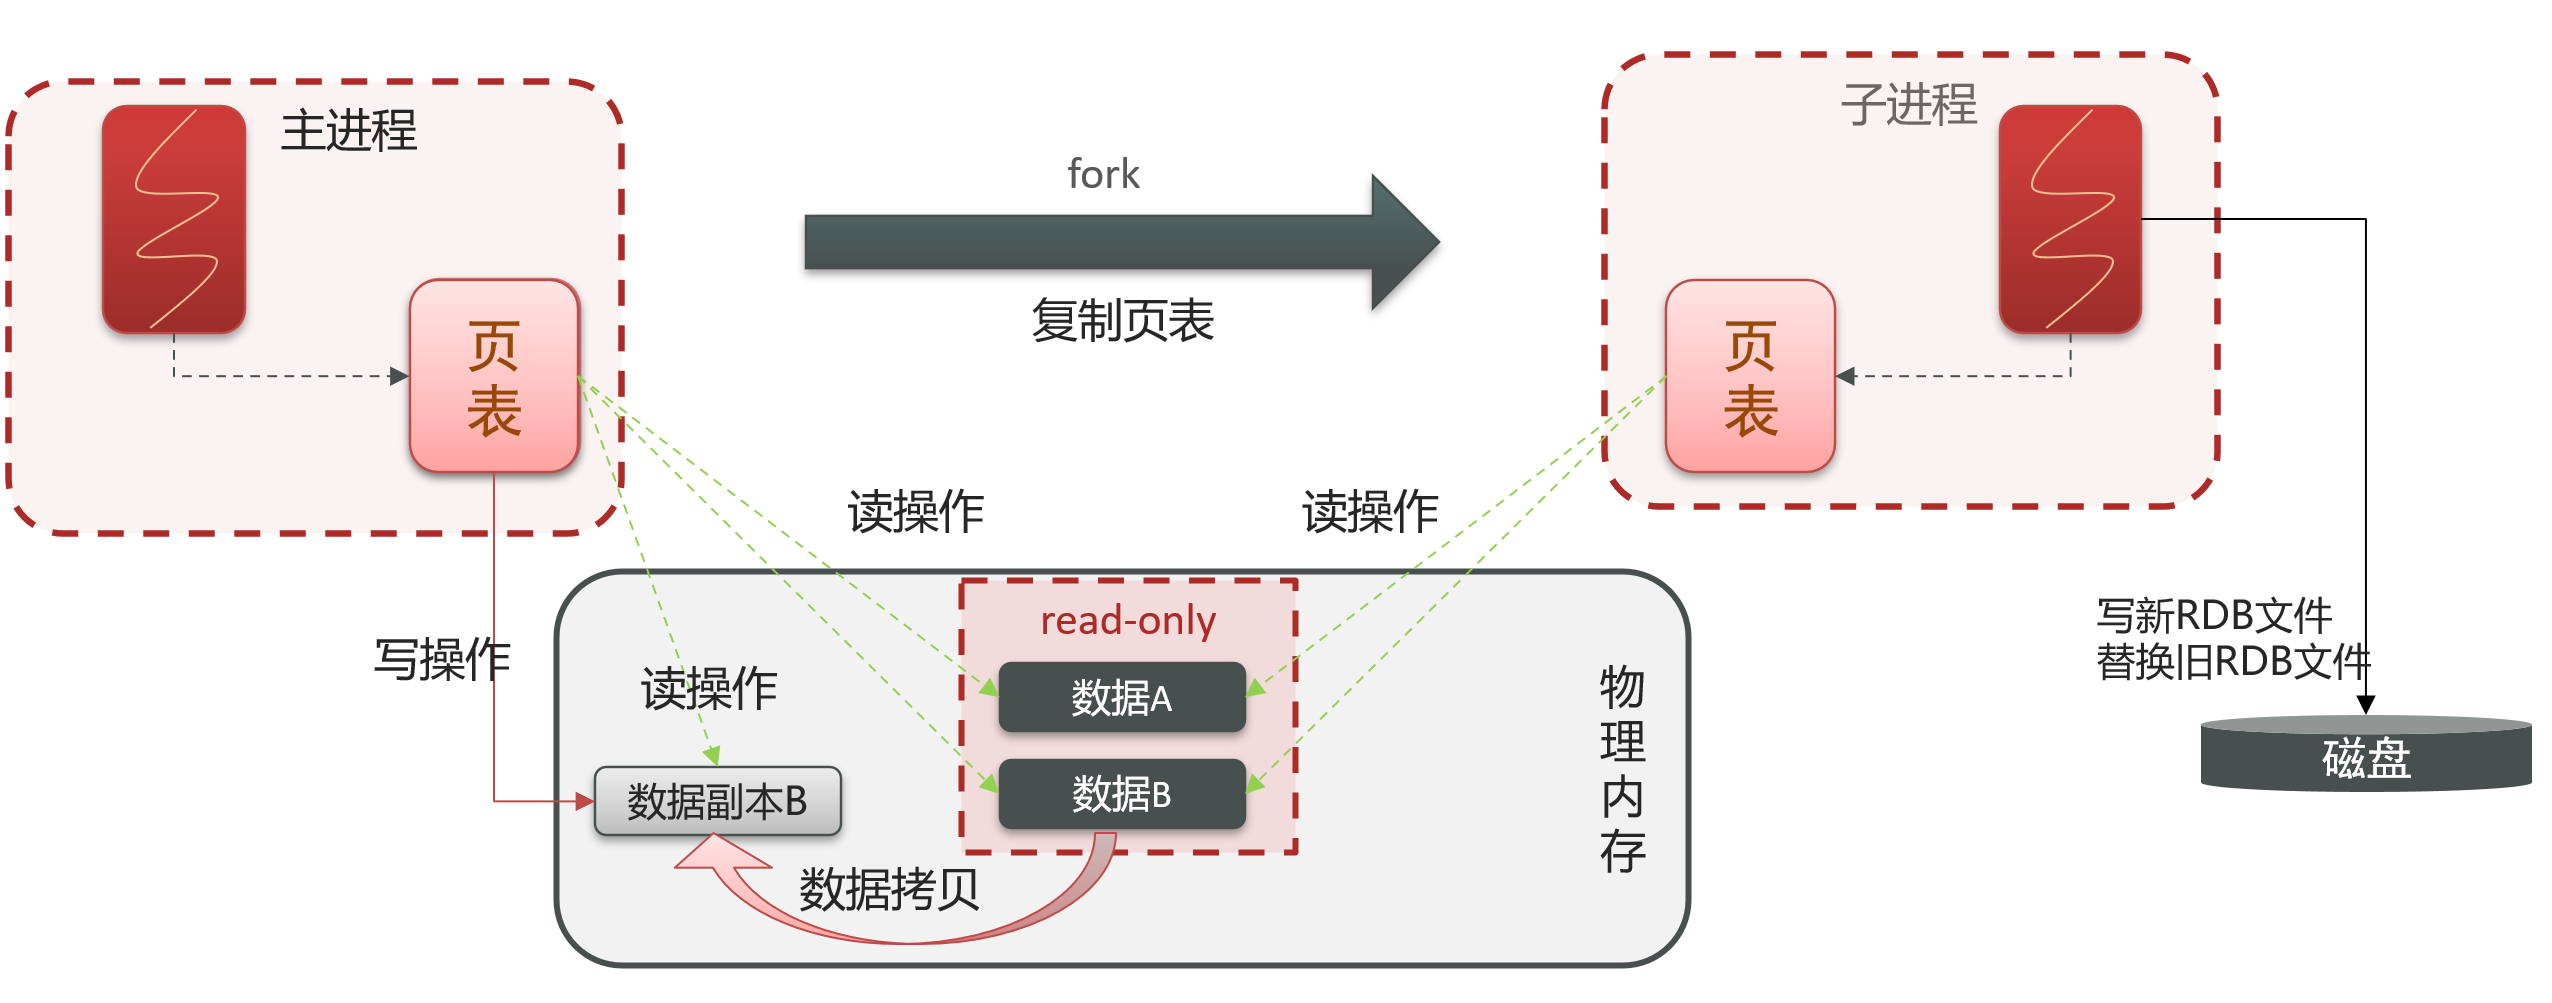 主进程
页
表
写操作
fork
复制页表
子进程
页
表
读操作
读操作
read-only
数据A
数据B
读操作
数据副本B
数据拷贝
物
理
内
存
写新RDB文件
替换旧RDB文件
磁盘